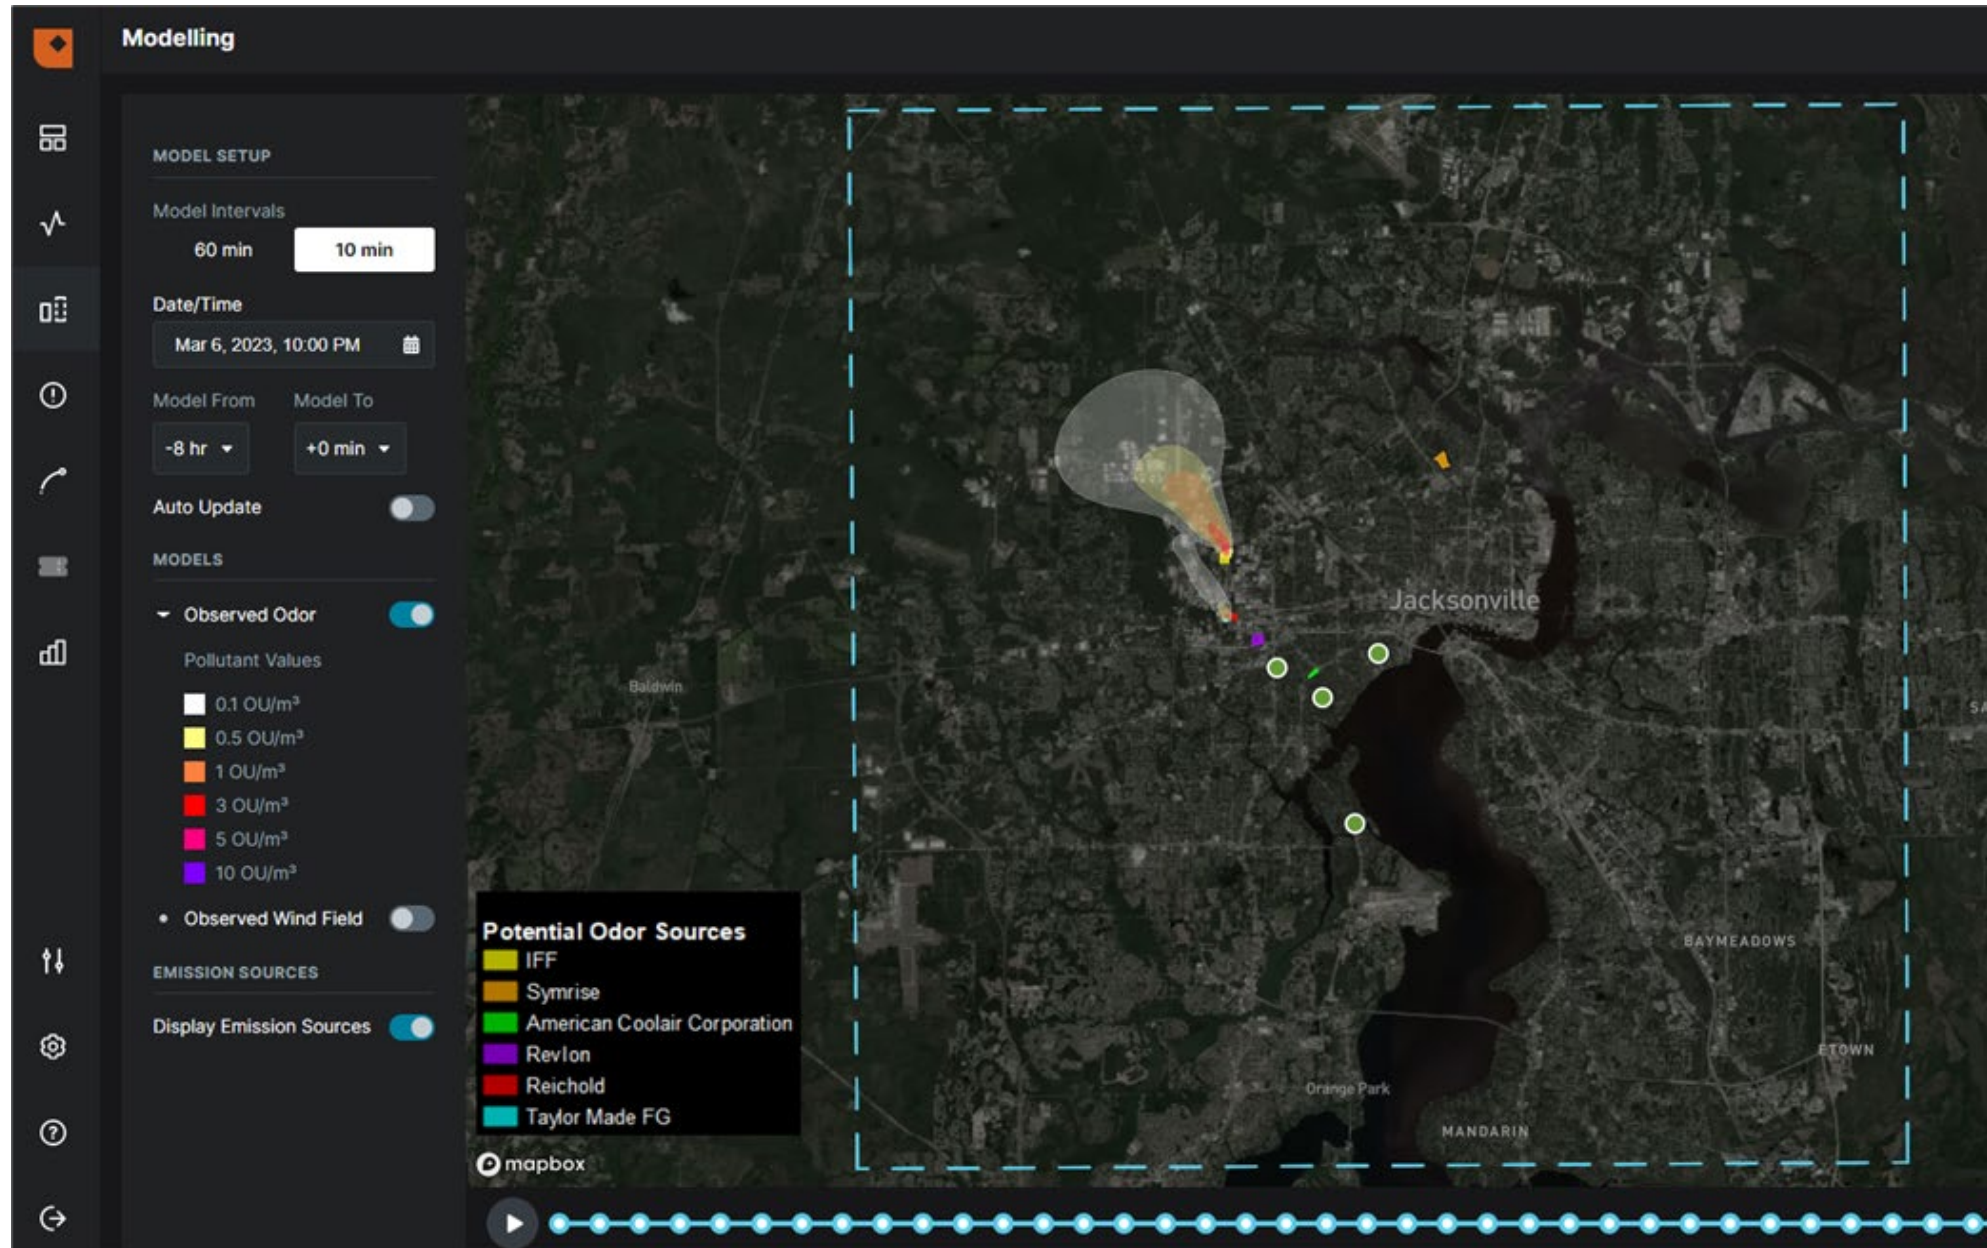 Modelling
MODEL SETUP
Model Intervals
60 min 10 min
Date/Time
Mar 6, 2023, 10:00 PM
Model From Model To
-8 hr +0 min
Auto Update
MODELS
Observed Odor
Pollutant Values
0.1 OU/m³
0.5 OU/m³
1 OU/m³
3 OU/m³
5 OU/m³
10 OU/m³
Observed Wind Field
EMISSION SOURCES
Display Emission Sources
Jacksonville
Baldwin
SA
BAYMEADOWS
ETOWN
Orange Park
MANDARIN
Potential Odor Sources
IFF
Symrise
American Coolair Corporation
Revlon
Reichold
Taylor Made FG
mapbox